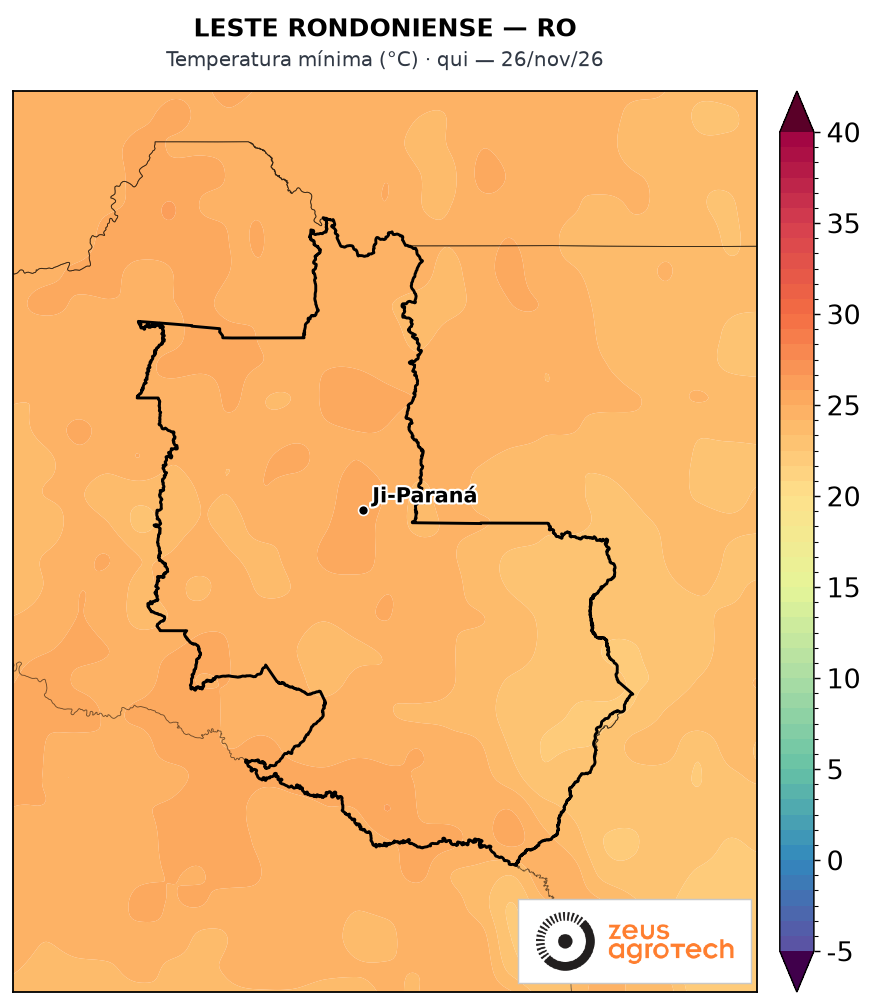 LESTE RONDONIENSE — RO
Temperatura mínima (°C) · qui — 26/nov/26
40
35
30
25
20
15
10
5
0
-5
Ji-Paraná
zeus
agrotech